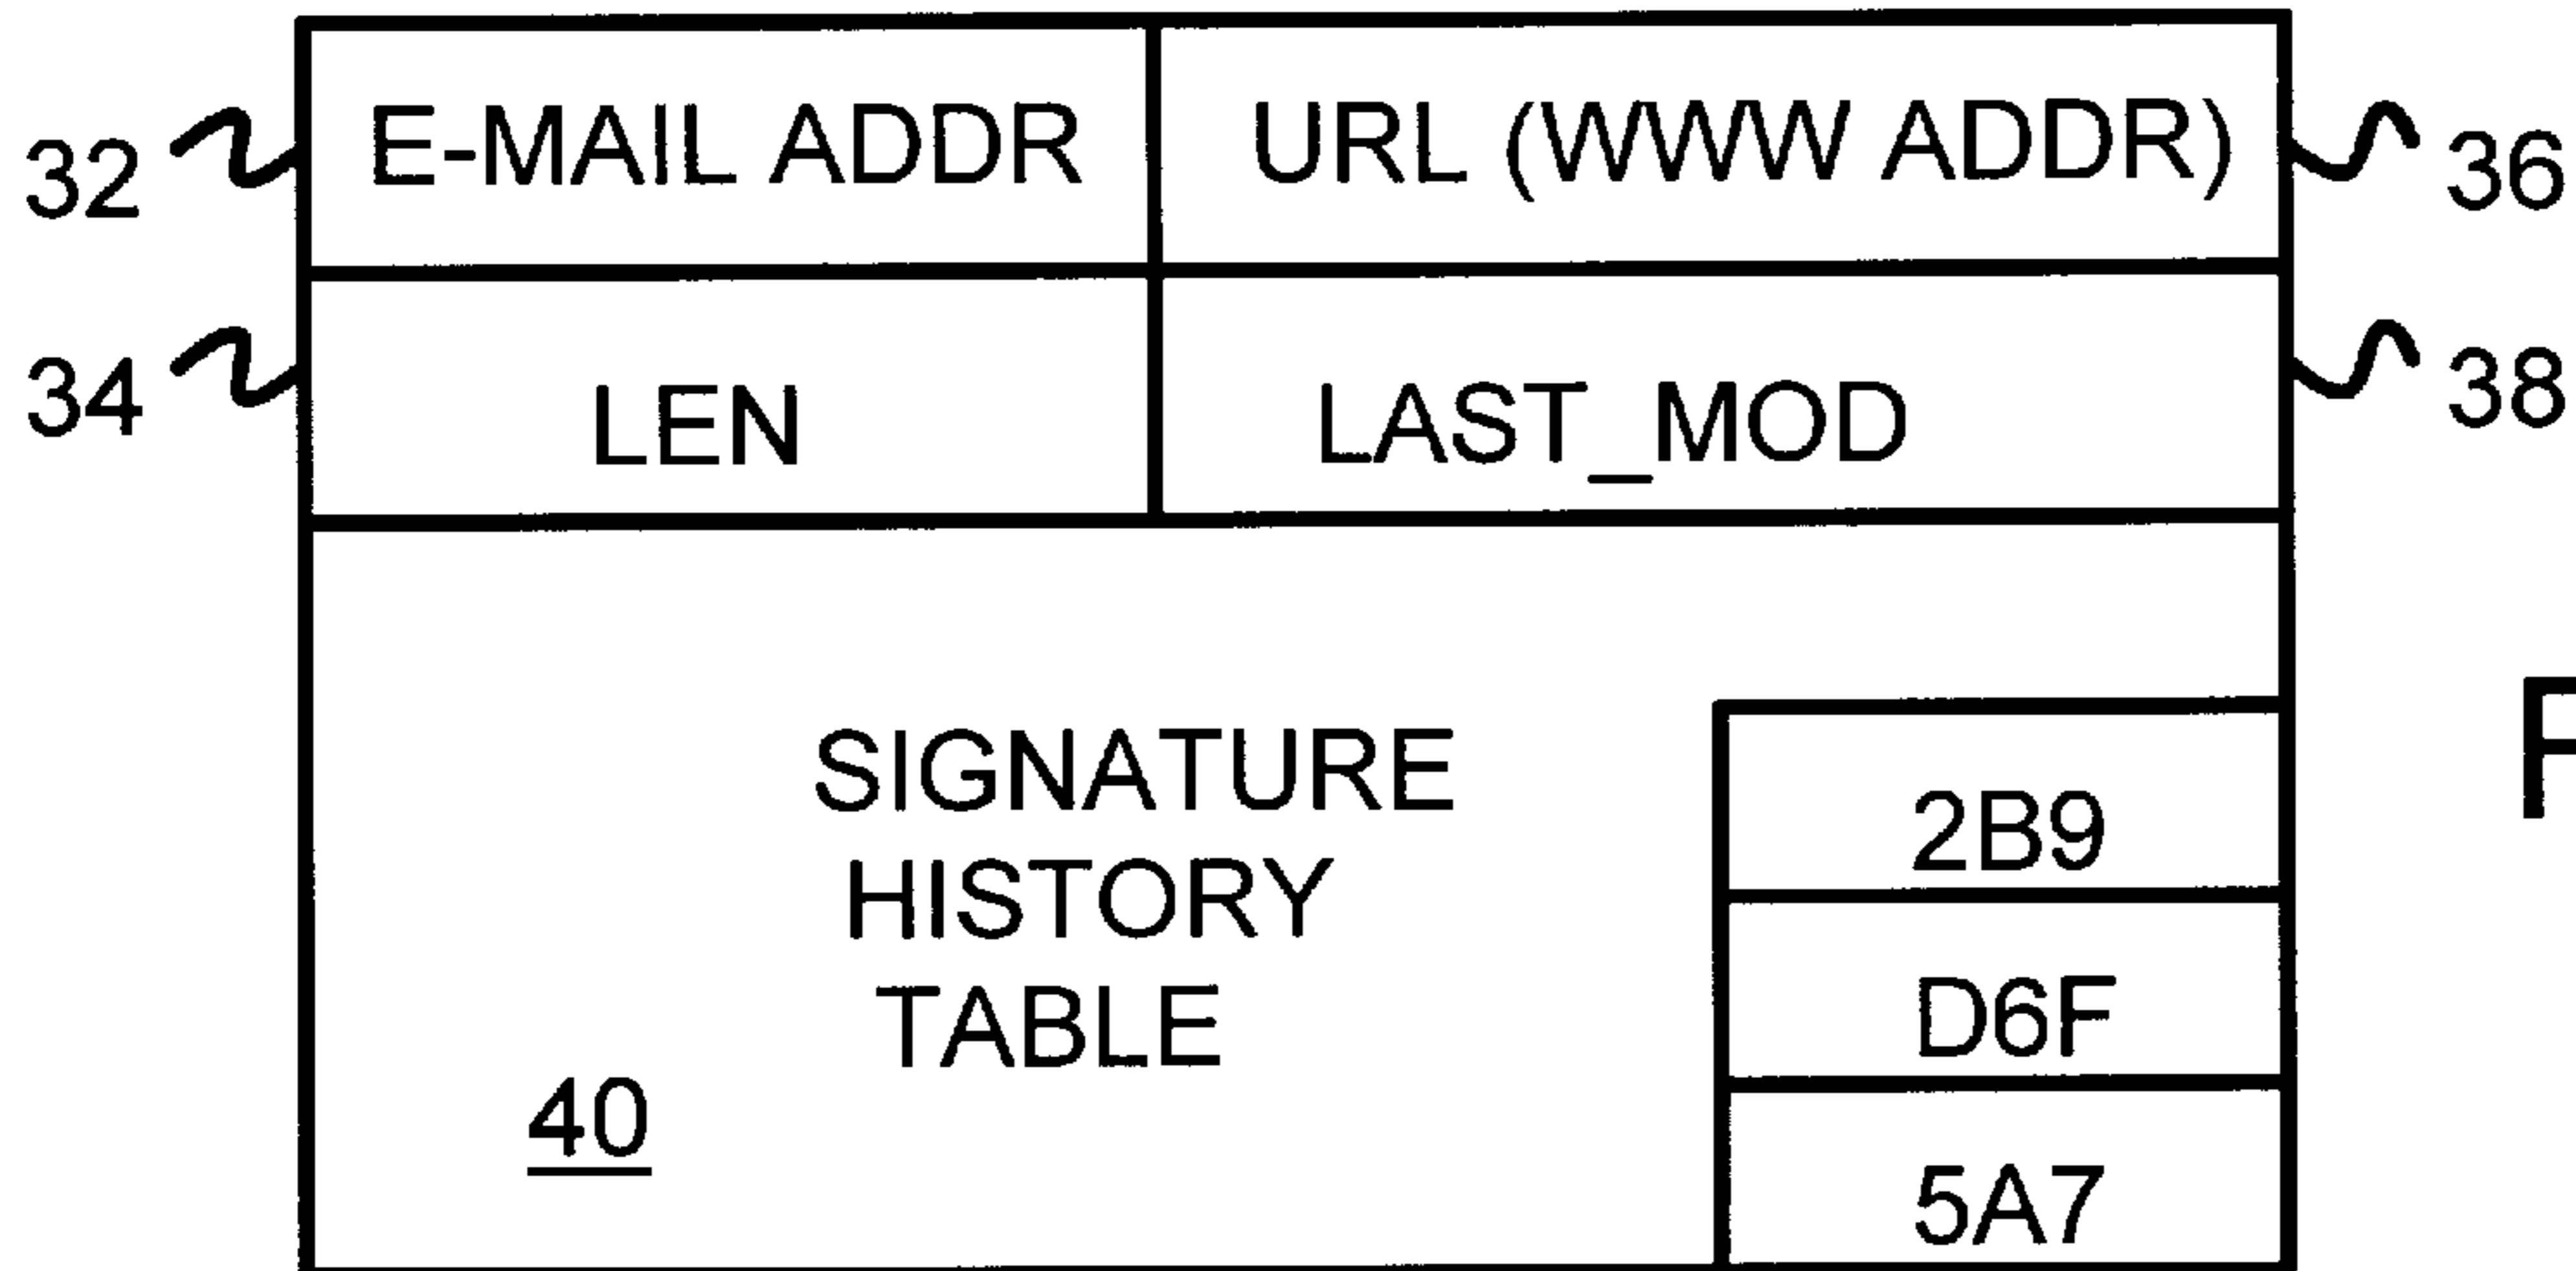 32 E-MAIL ADDR URL (WWW ADDR) 36
34 LEN LAST_MOD 38
SIGNATURE
HISTORY
TABLE
40
2B9
D6F
5A7